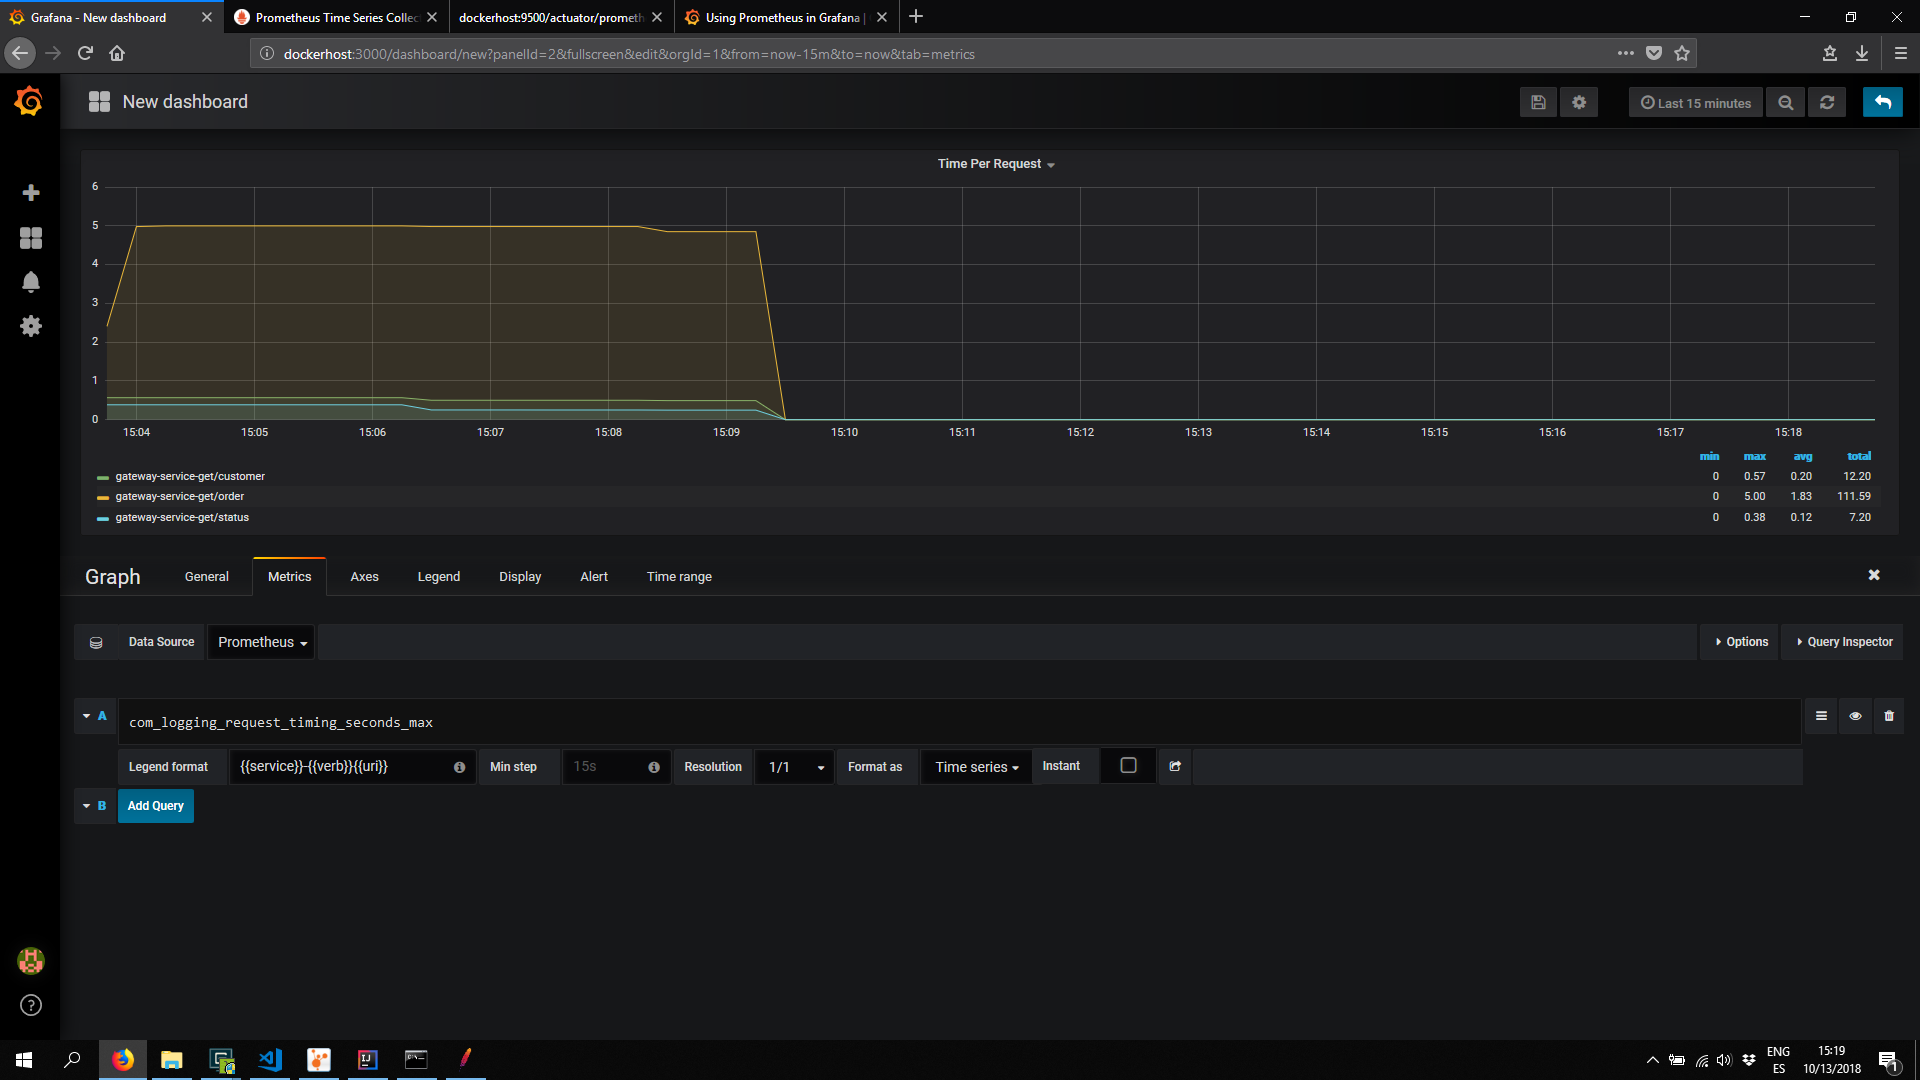 Grafana - New dashboard
Prometheus Time Series Collec
dockerhost:9500/actuator/prometh
Using Prometheus in Grafana |
dockerhost:3000/dashboard/new?panelId=2&fullscreen&edit&orgId=1&from=now-15m&to=now&tab=metrics
New dashboard
Last 15 minutes
Time Per Request
6
5
4
3
2
1
0
15:04 15:05 15:06 15:07 15:08 15:09 15:10 15:11 15:12 15:13 15:14 15:15 15:16 15:17 15:18
min max avg total
gateway-service-get/customer 0 0.57 0.20 12.20
gateway-service-get/order 0 5.00 1.83 111.59
gateway-service-get/status 0 0.38 0.12 7.20
Graph General Metrics Axes Legend Display Alert Time range
Data Source Prometheus Options Query Inspector
A com_logging_request_timing_seconds_max
Legend format {{service}}-{{verb}}{{uri}} Min step 15s Resolution 1/1 Format as Time series Instant
B Add Query
ENG 15:19
ES 10/13/2018 1